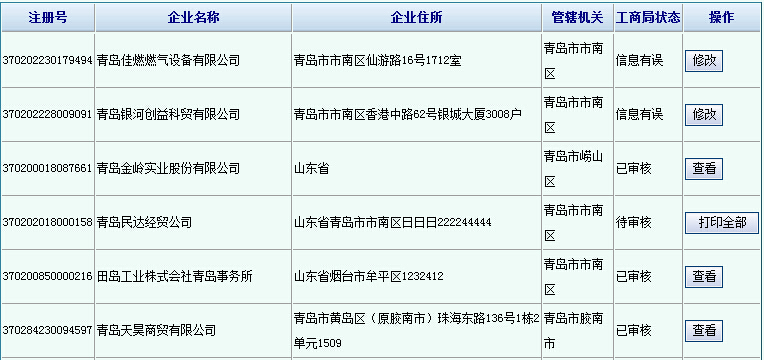 注册号 企业名称 企业住所 管辖机关 工商局状态 操作
370202230179494 青岛佳燃燃气设备有限公司 青岛市市南区仙游路16号1712室 青岛市市南区 信息有误 修改
370202228009091 青岛银河创益科贸有限公司 青岛市市南区香港中路62号银城大厦3008户 青岛市市南区 信息有误 修改
370200018087661 青岛金岭实业股份有限公司 山东省 青岛市崂山区 已审核 查看
370202018000158 青岛民达经贸公司 山东省青岛市市南区日日日222244444 青岛市市南区 待审核 打印全部
370200850000216 田岛工业株式会社青岛事务所 山东省烟台市牟平区1232412 青岛市市南区 已审核 查看
370284230094597 青岛天昊商贸有限公司 青岛市黄岛区（原胶南市）珠海东路136号1栋2单元1509 青岛市胶南市 已审核 查看